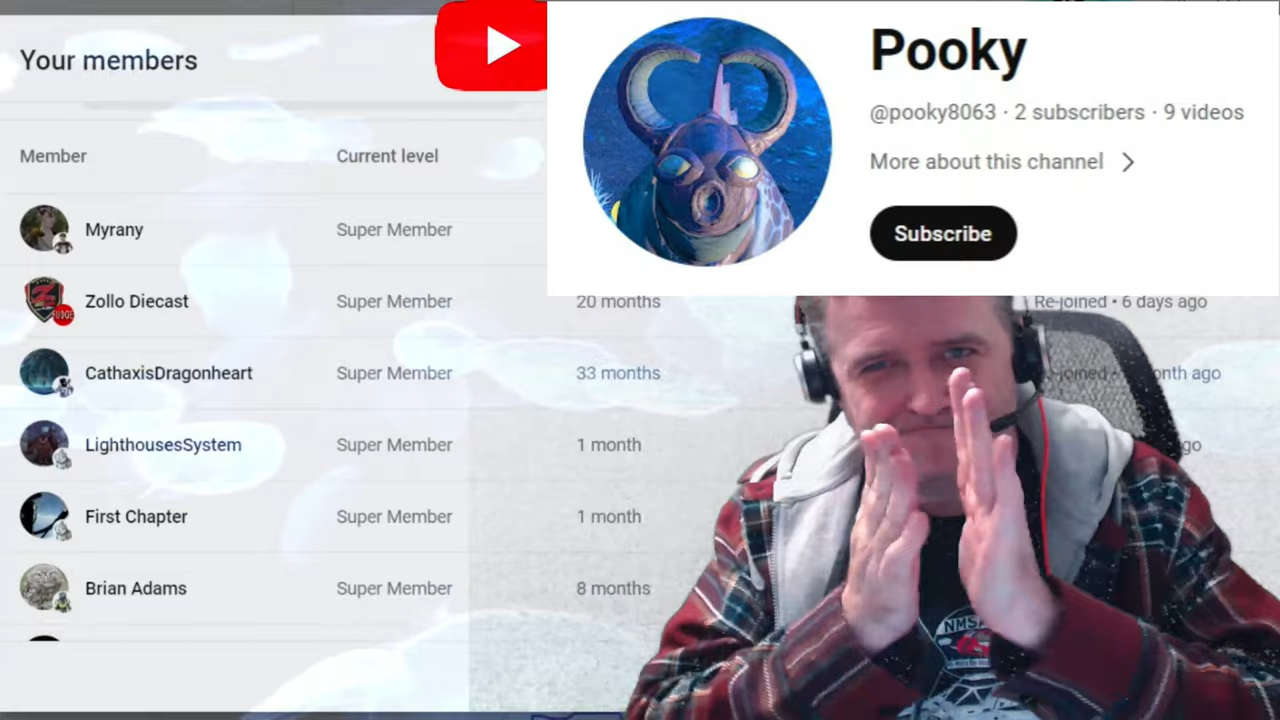 Your members
Pooky
@pooky8063 · 2 subscribers · 9 videos
More about this channel
Subscribe
Member Current level
Myrany Super Member
Zollo Diecast Super Member 20 months Re-joined • 6 days ago
CathaxisDragonheart Super Member 33 months ago
LighthousesSystem Super Member 1 month go
First Chapter Super Member 1 month
Brian Adams Super Member 8 months